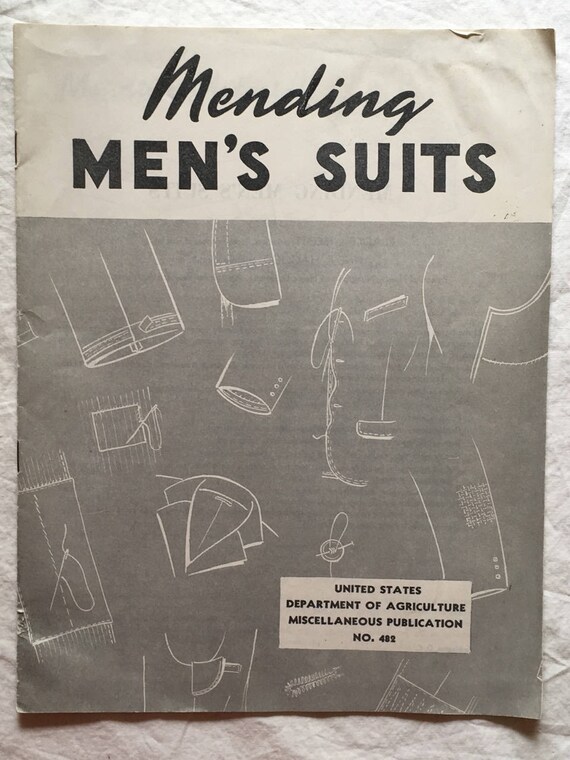 Mending
MEN'S SUITS
UNITED STATES
DEPARTMENT OF AGRICULTURE
MISCELLANEOUS PUBLICATION
NO. 482